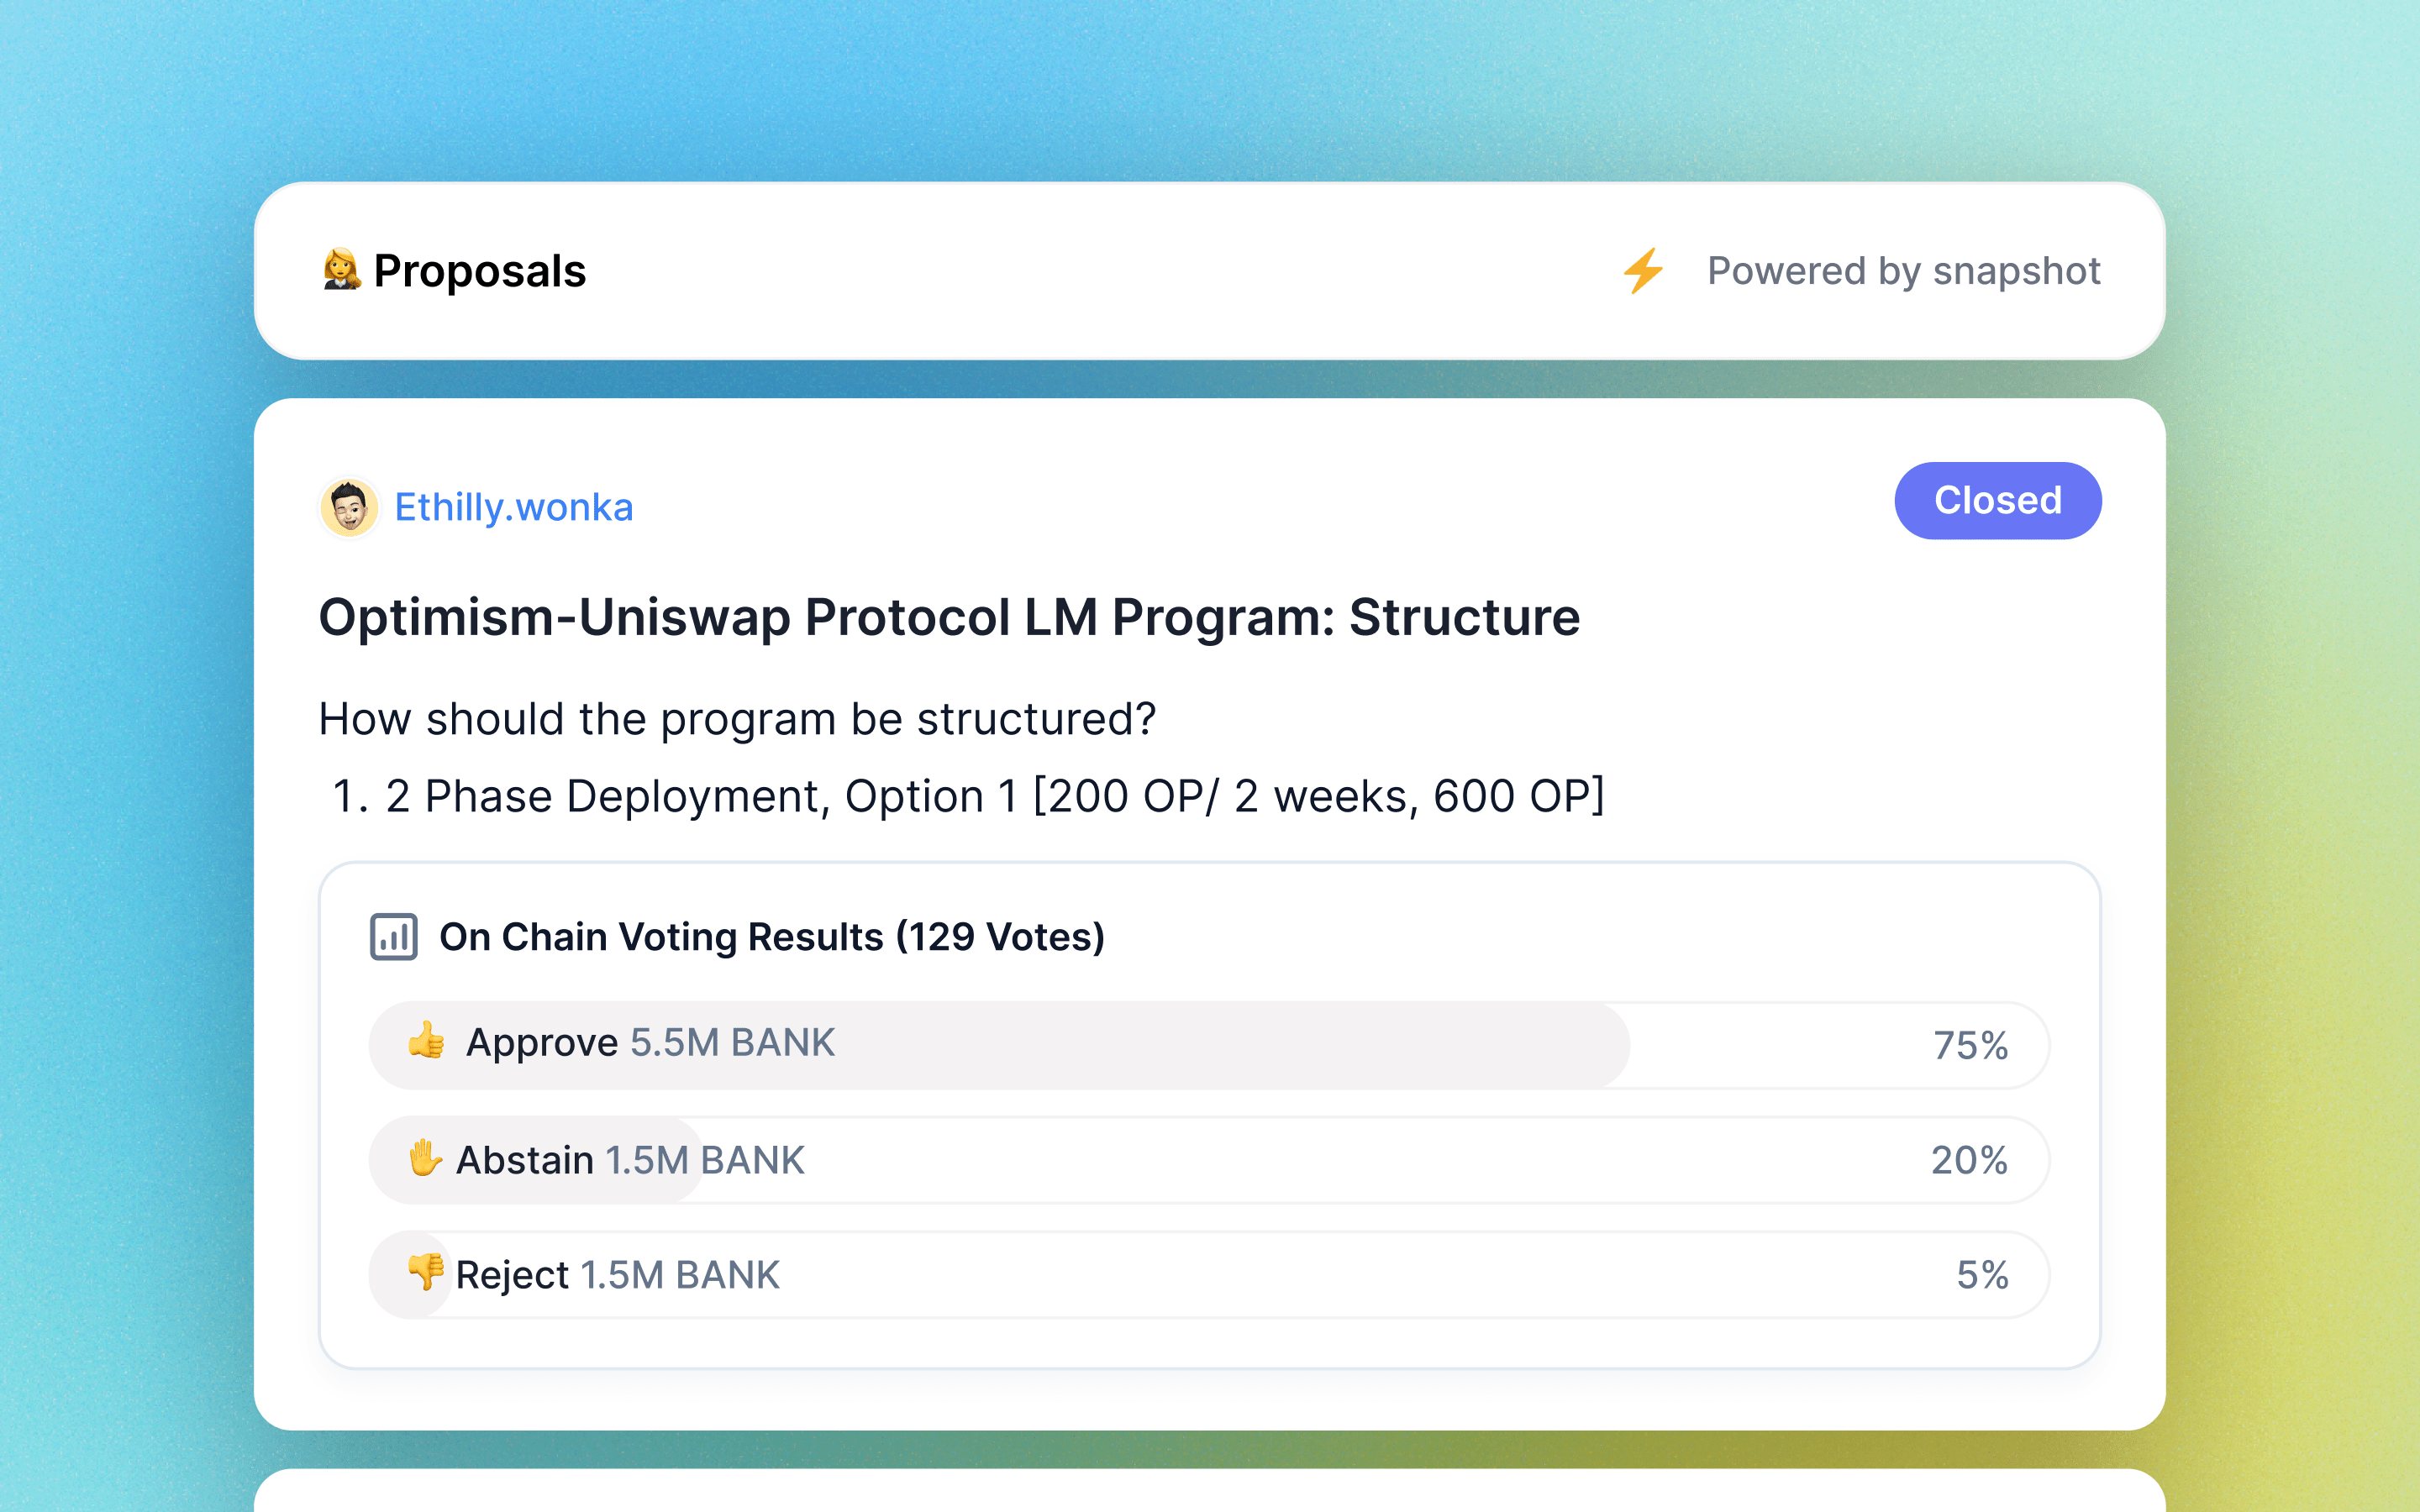 Proposals
Powered by snapshot
Ethilly.wonka
Closed
Optimism-Uniswap Protocol LM Program: Structure
How should the program be structured?
1. 2 Phase Deployment, Option 1 [200 OP/ 2 weeks, 600 OP]
On Chain Voting Results (129 Votes)
Approve 5.5M BANK 75%
Abstain 1.5M BANK 20%
Reject 1.5M BANK 5%